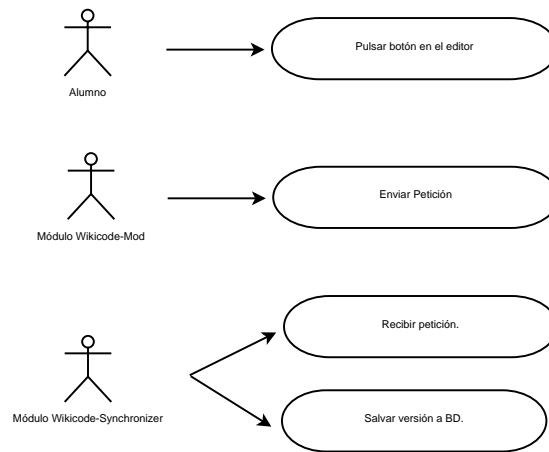 Pulsar botón en el editor
Alumno
Enviar Petición
Módulo Wikicode-Mod
Recibir petición.
Módulo Wikicode-Synchronizer
Salvar versión a BD.